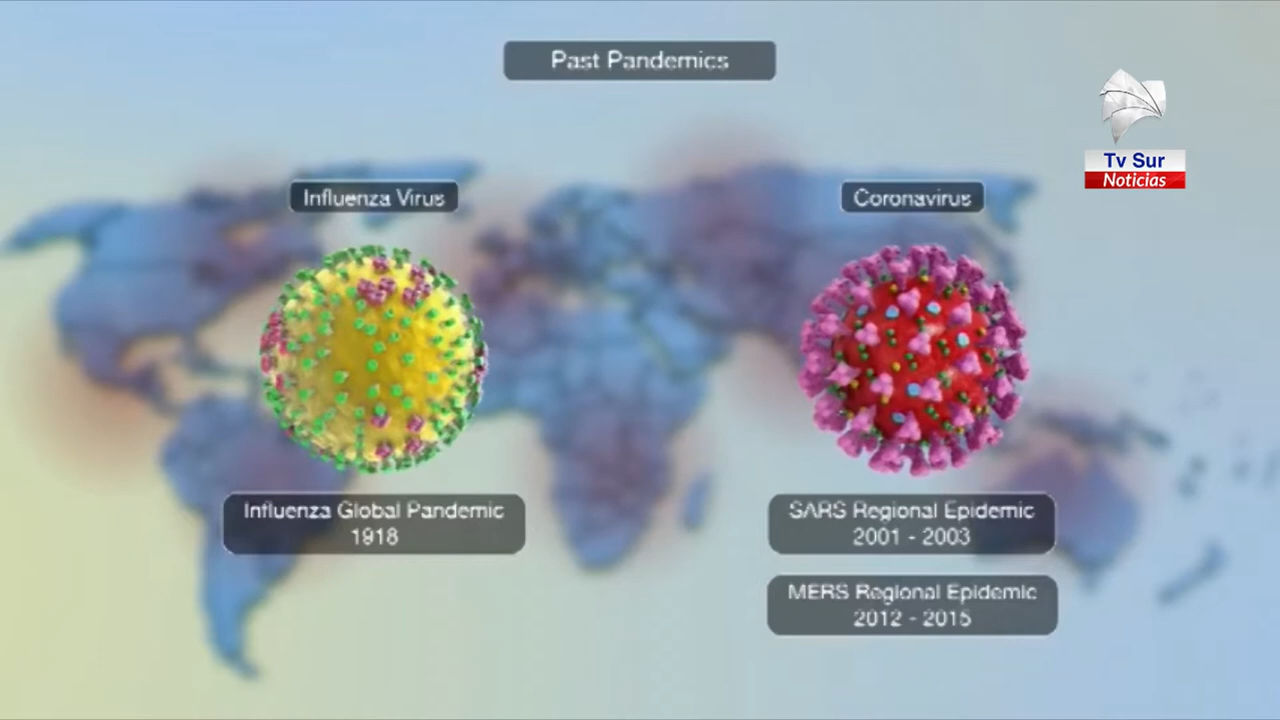 Past Pandemics
Tv Sur
Noticias
Influenza Virus
Coronavirus
Influenza Global Pandemic
1918
SARS Regional Epidemic
2001 - 2003
MERS Regional Epidemic
2012 - 2015